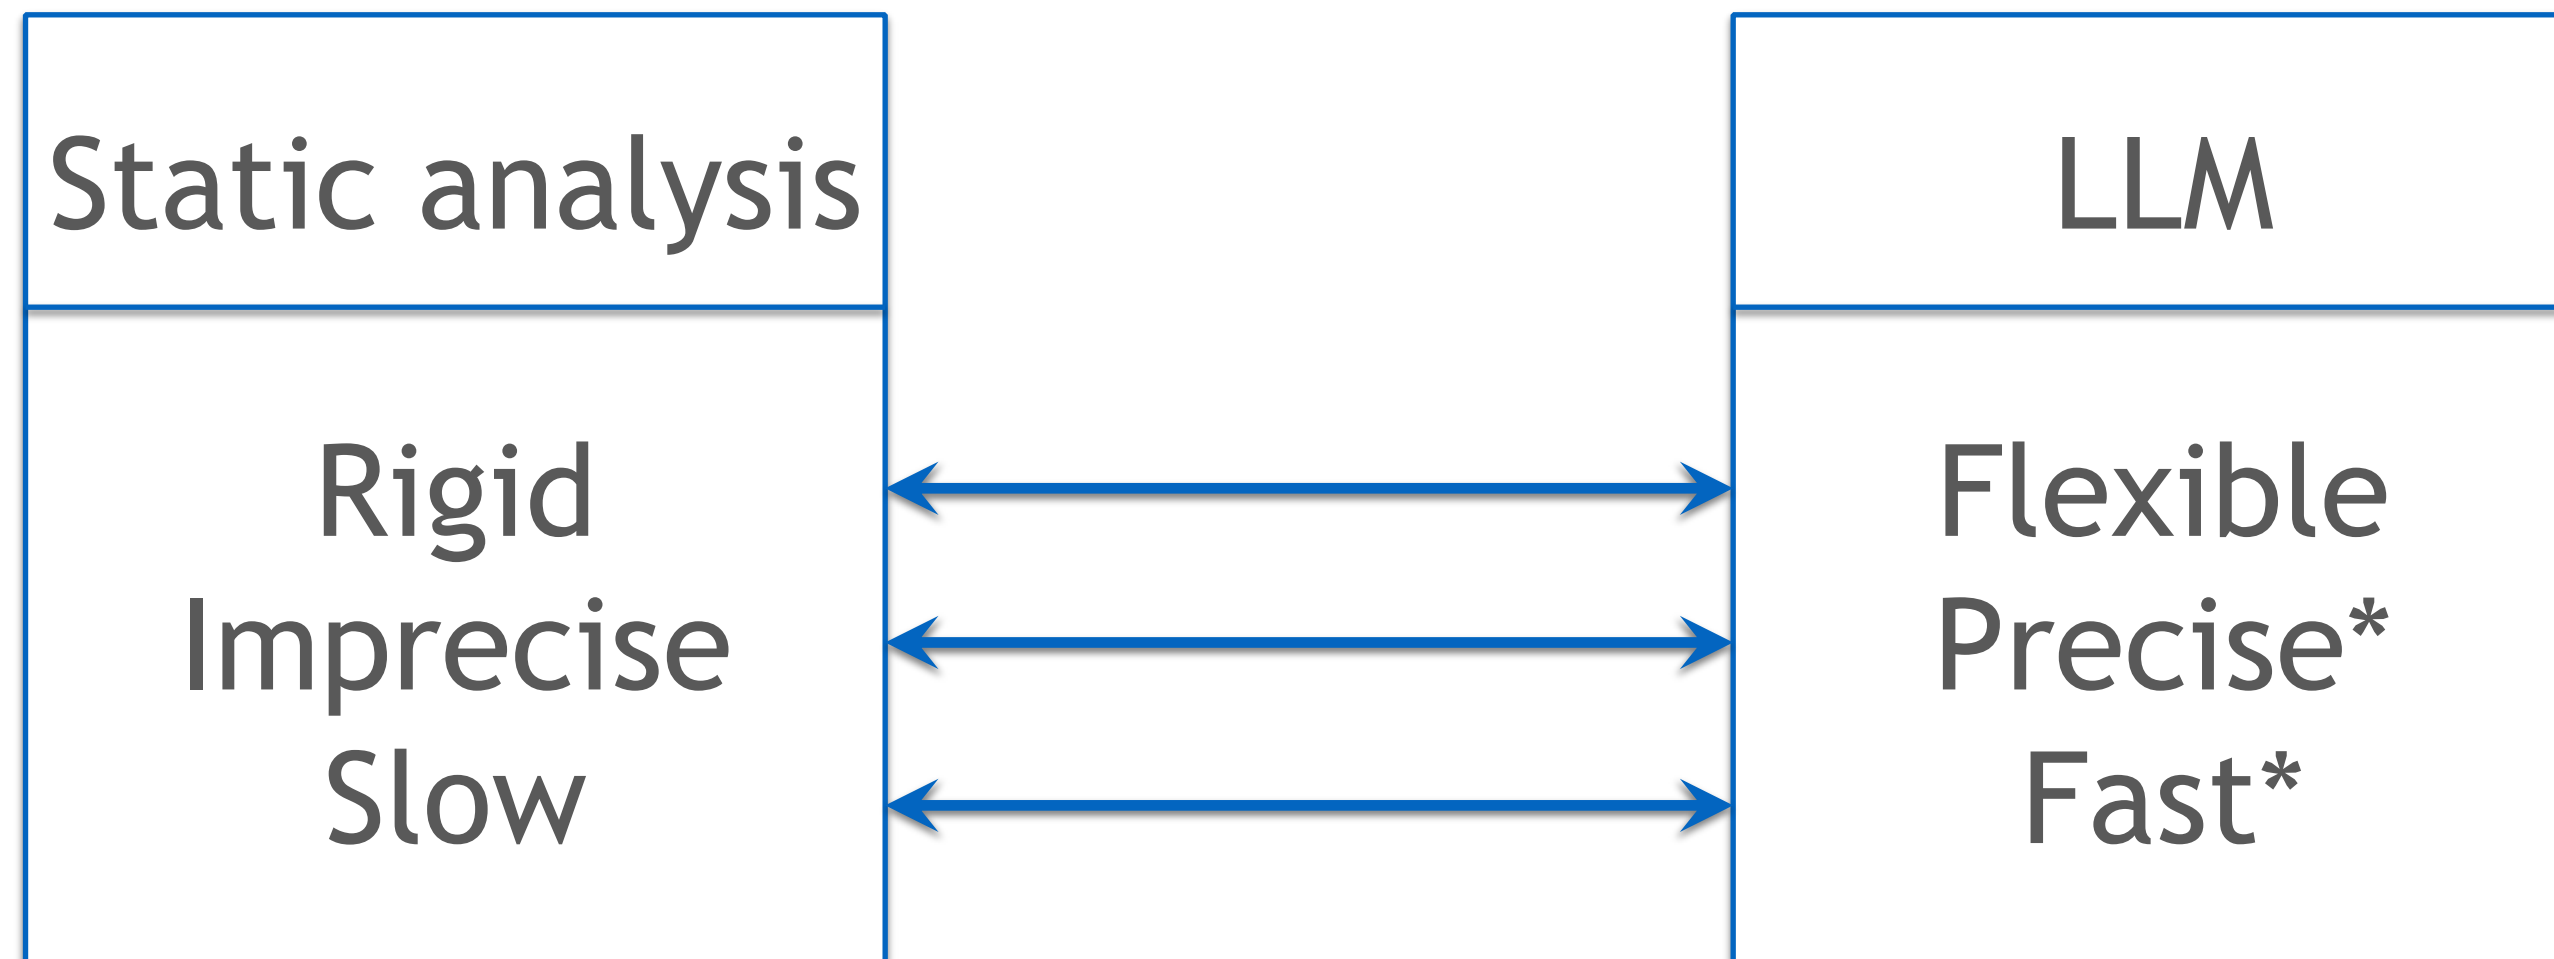 Static analysis
LLM
Rigid
Flexible
Imprecise
Precise*
Slow
Fast*